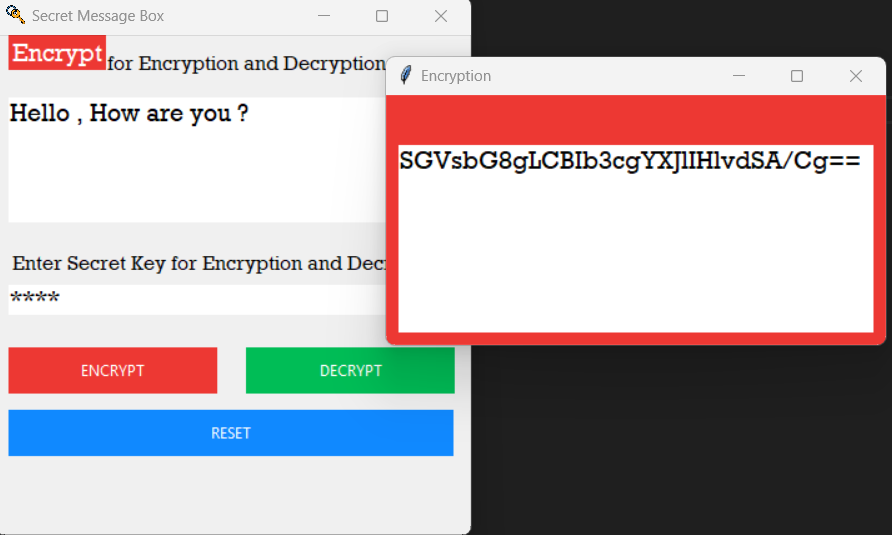 Secret Message Box
Encrypt for Encryption and Decryption
Hello , How are you ?
Enter Secret Key for Encryption and Decr
****
ENCRYPT
DECRYPT
RESET
Encryption
SGVsbG8gLCBIb3cgYXJlIHlvdSA/Cg==